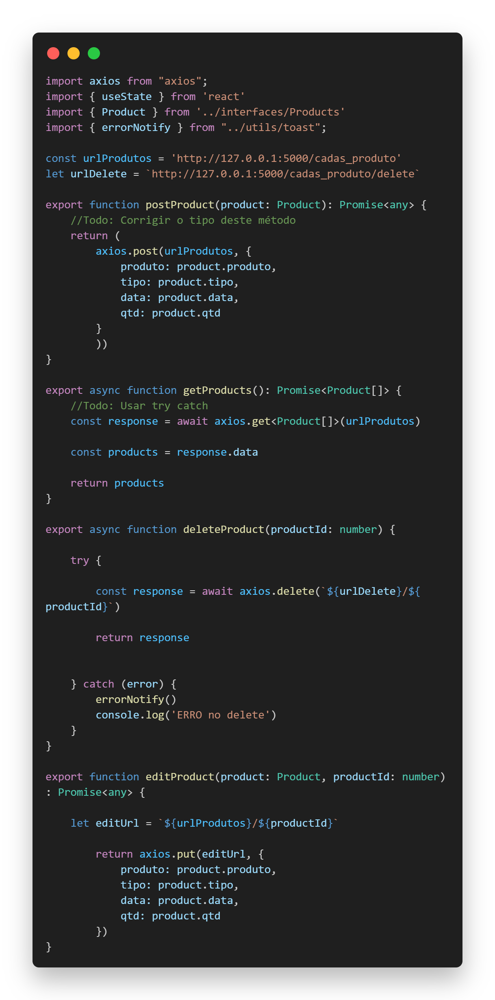 import axios from "axios";
import { useState } from 'react'
import { Product } from '../interfaces/Products'
import { errorNotify } from "../utils/toast";

const urlProdutos = 'http://127.0.0.1:5000/cadas_produto'
let urlDelete = `http://127.0.0.1:5000/cadas_produto/delete`

export function postProduct(product: Product): Promise<any> {
    //Todo: Corrigir o tipo deste método
    return (
        axios.post(urlProdutos, {
            produto: product.produto,
            tipo: product.tipo,
            data: product.data,
            qtd: product.qtd
        }
        ))
}

export async function getProducts(): Promise<Product[]> {
    //Todo: Usar try catch
    const response = await axios.get<Product[]>(urlProdutos)

    const products = response.data

    return products
}

export async function deleteProduct(productId: number) {

    try {

        const response = await axios.delete(`${urlDelete}/${
productId}`)

        return response


    } catch (error) {
        errorNotify()
        console.log('ERRO no delete')
    }
}

export function editProduct(product: Product, productId: number)
: Promise<any> {

    let editUrl = `${urlProdutos}/${productId}`

        return axios.put(editUrl, {
            produto: product.produto,
            tipo: product.tipo,
            data: product.data,
            qtd: product.qtd
        })
}